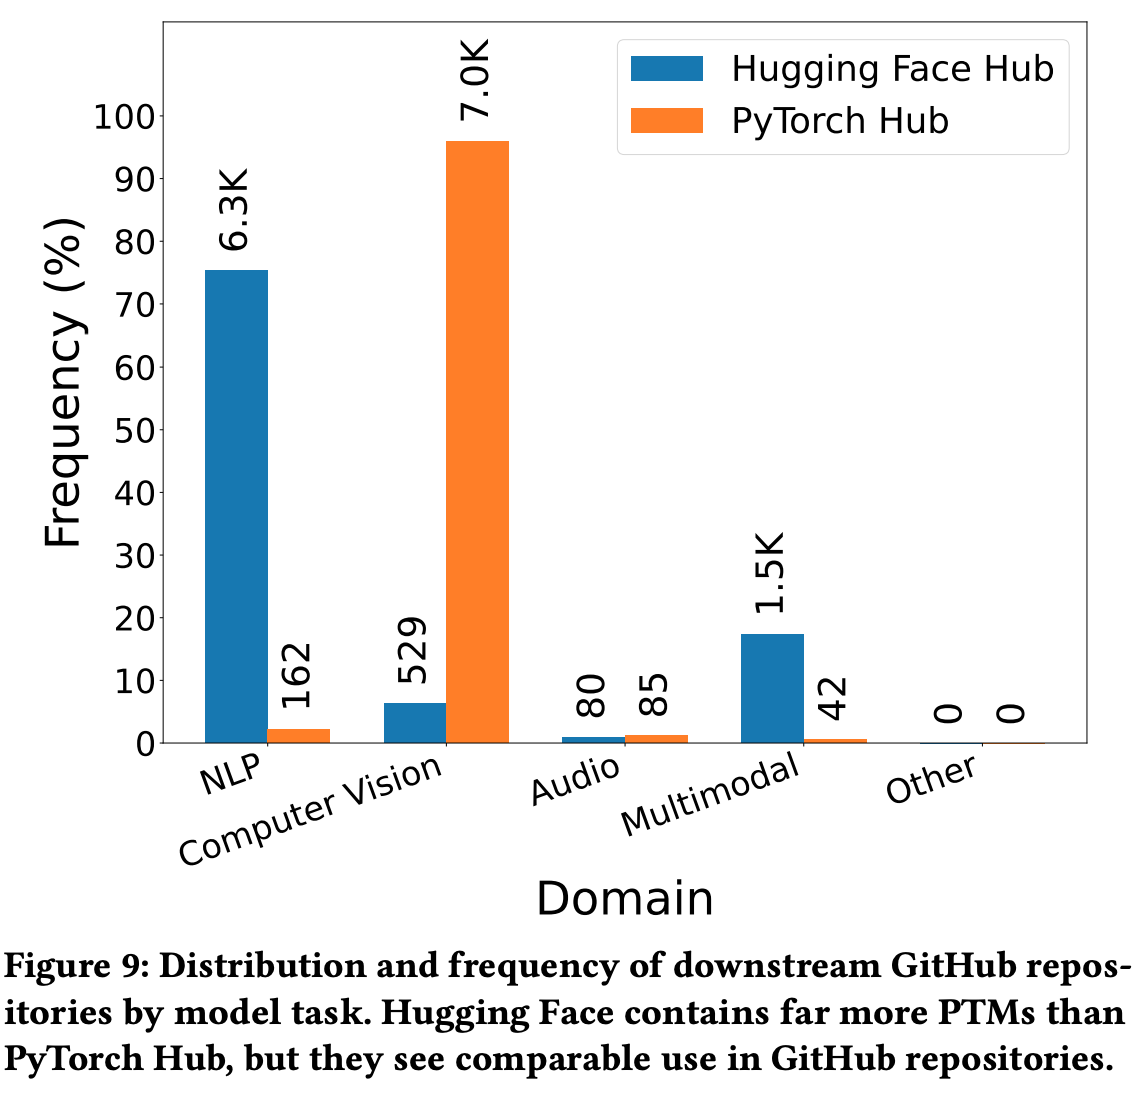 Hugging Face Hub
PyTorch Hub
Frequency (%)
100
90
80
70
60
50
40
30
20
10
0
6.3K
162
529
7.0K
80
85
1.5K
42
0
0
NLP
Computer Vision
Audio
Multimodal
Other
Domain
Figure 9: Distribution and frequency of downstream GitHub repos-
itories by model task. Hugging Face contains far more PTMs than
PyTorch Hub, but they see comparable use in GitHub repositories.